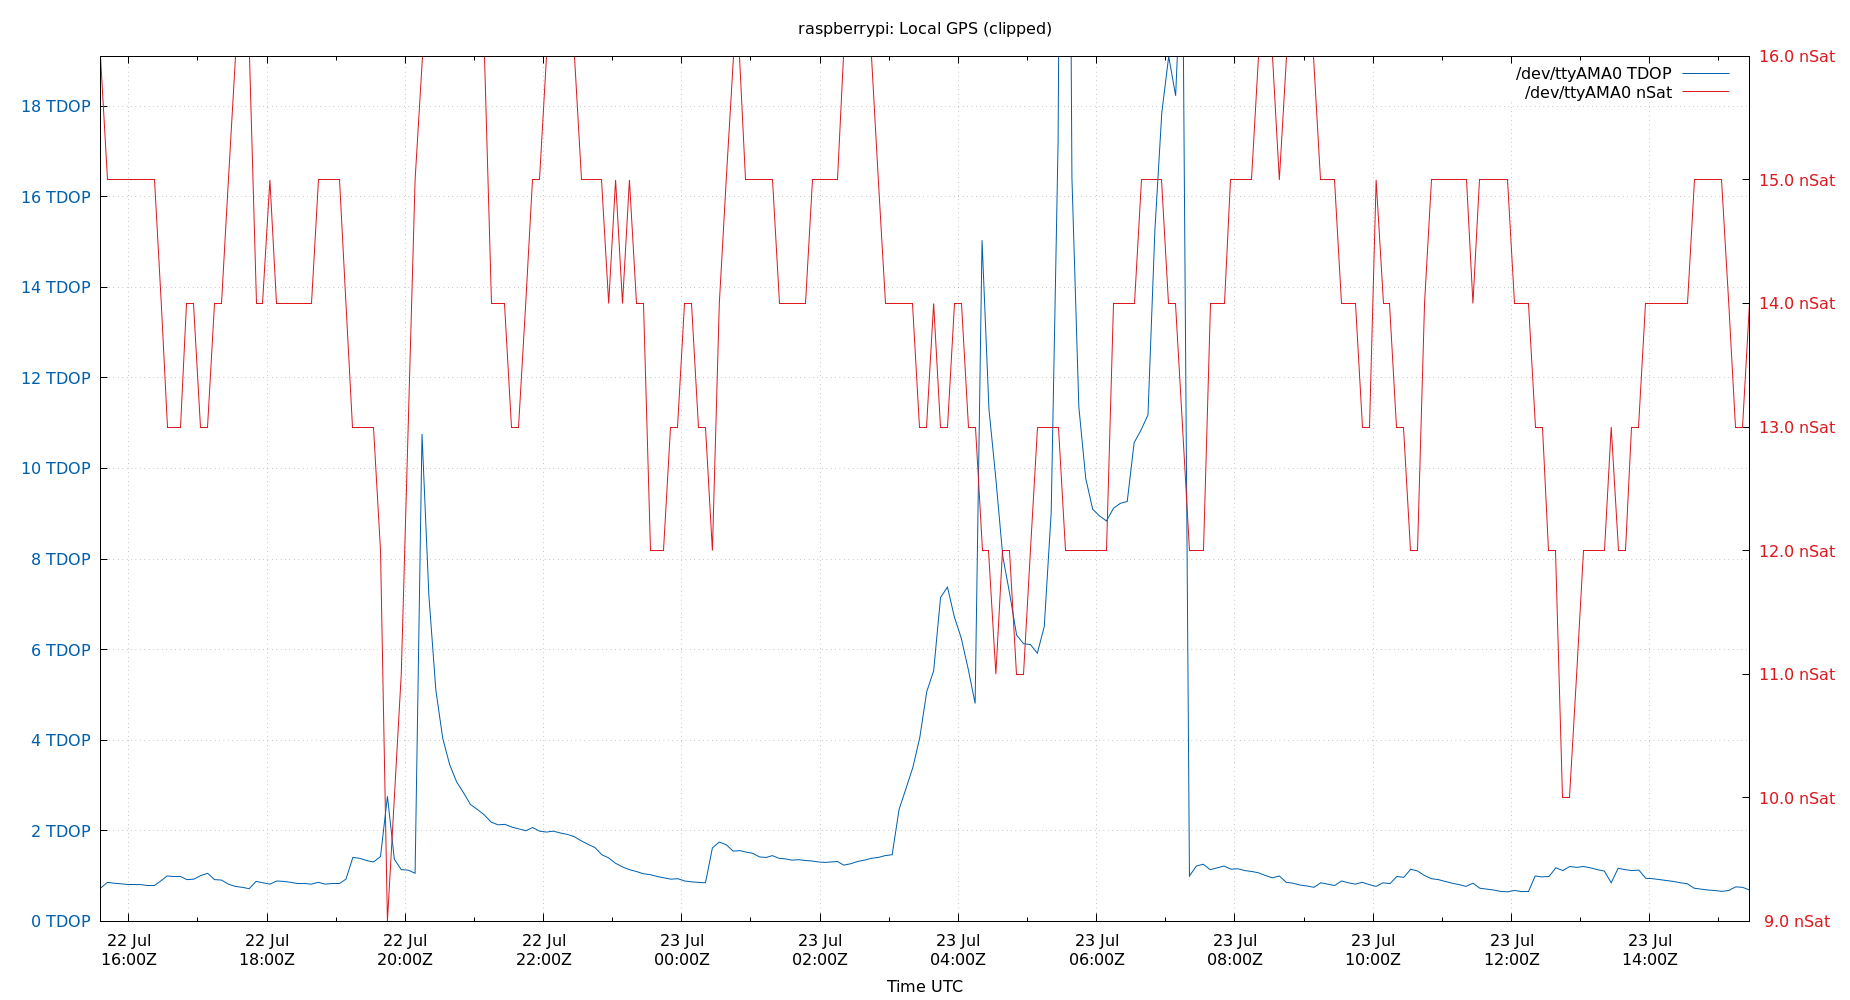 raspberrypi: Local GPS (clipped)
/dev/ttyAMA0 TDOP
/dev/ttyAMA0 nSat
18 TDOP
16 TDOP
14 TDOP
12 TDOP
10 TDOP
8 TDOP
6 TDOP
4 TDOP
2 TDOP
0 TDOP
16.0 nSat
15.0 nSat
14.0 nSat
13.0 nSat
12.0 nSat
11.0 nSat
10.0 nSat
9.0 nSat
22 Jul
16:00Z
22 Jul
18:00Z
22 Jul
20:00Z
22 Jul
22:00Z
23 Jul
00:00Z
23 Jul
02:00Z
23 Jul
04:00Z
23 Jul
06:00Z
23 Jul
08:00Z
23 Jul
10:00Z
23 Jul
12:00Z
23 Jul
14:00Z
Time UTC